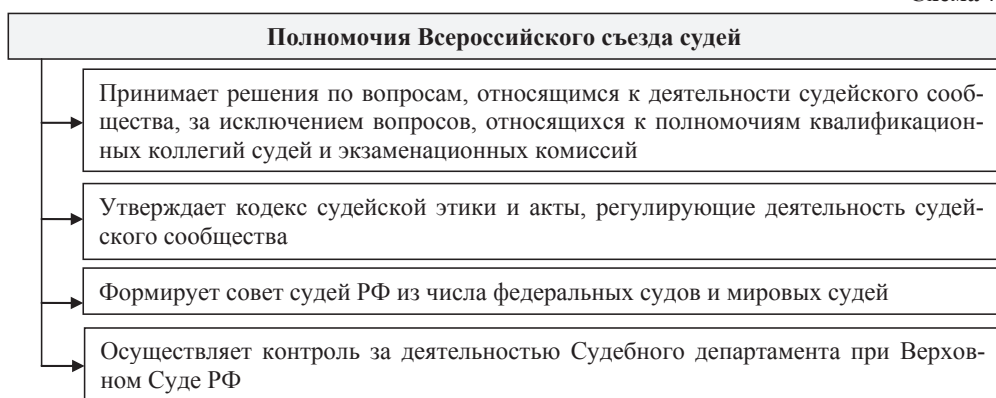 Полномочия Всероссийского съезда судей
Принимает решения по вопросам, относящимся к деятельности судейского сооб-
щества, за исключением вопросов, относящихся к полномочиям квалификацион-
ных коллегий судей и экзаменационных комиссий
Утверждает кодекс судейской этики и акты, регулирующие деятельность судей-
ского сообщества
Формирует совет судей РФ из числа федеральных судов и мировых судей
Осуществляет контроль за деятельностью Судебного департамента при Верхов-
ном Суде РФ